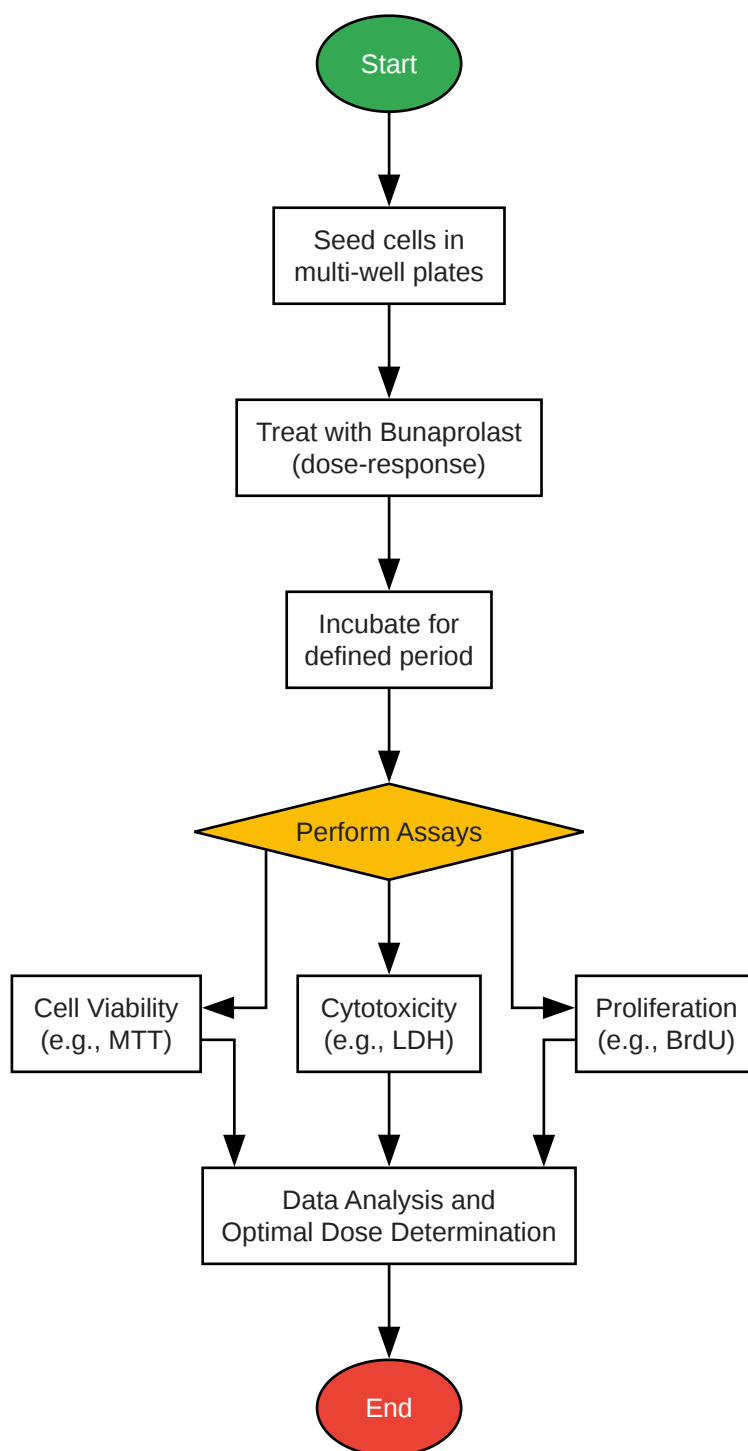 Start
Seed cells in
multi-well plates
Treat with Bunaprolast
(dose-response)
Incubate for
defined period
Perform Assays
Cell Viability
(e.g., MTT)
Cytotoxicity
(e.g., LDH)
Proliferation
(e.g., BrdU)
Data Analysis and
Optimal Dose Determination
End